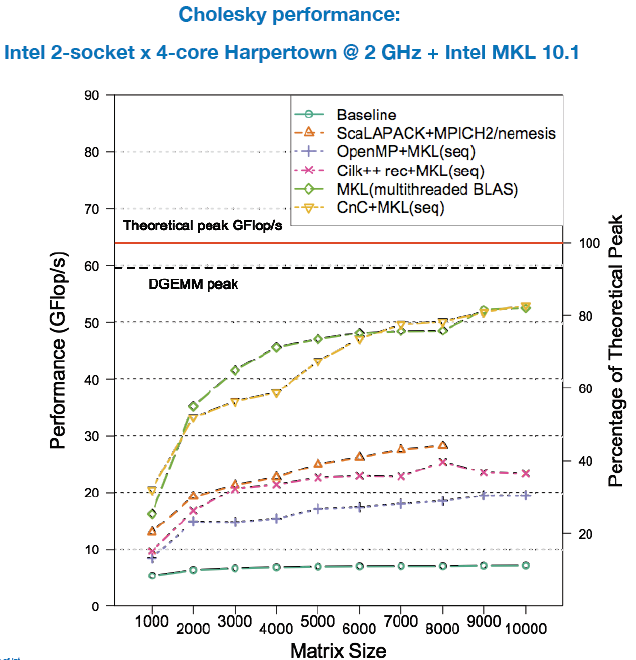 Cholesky performance:
Intel 2-socket x 4-core Harpertown @ 2 GHz + Intel MKL 10.1
Baseline
ScaLAPACK+MPICH2/nemesis
OpenMP+MKL(seq)
Cilk++ rec+MKL(seq)
MKL(multithreaded BLAS)
CnC+MKL(seq)
Theoretical peak GFlop/s
DGEMM peak
Performance (GFlop/s)
90
80
70
60
50
40
30
20
10
0
Percentage of Theoretical Peak
100
80
60
40
20
1000 2000 3000 4000 5000 6000 7000 8000 9000 10000
Matrix Size